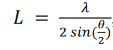 L = λ / 2 sin(θ/2)